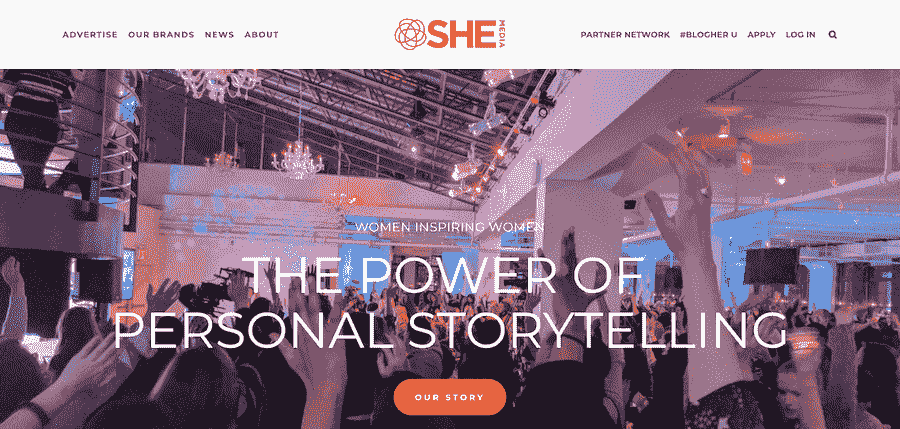 ADVERTISE OUR BRANDS NEWS ABOUT
SHE MEDIA
PARTNER NETWORK #BLOGHER U APPLY LOG IN
WOMEN INSPIRING WOMEN
THE POWER OF
PERSONAL STORYTELLING
OUR STORY